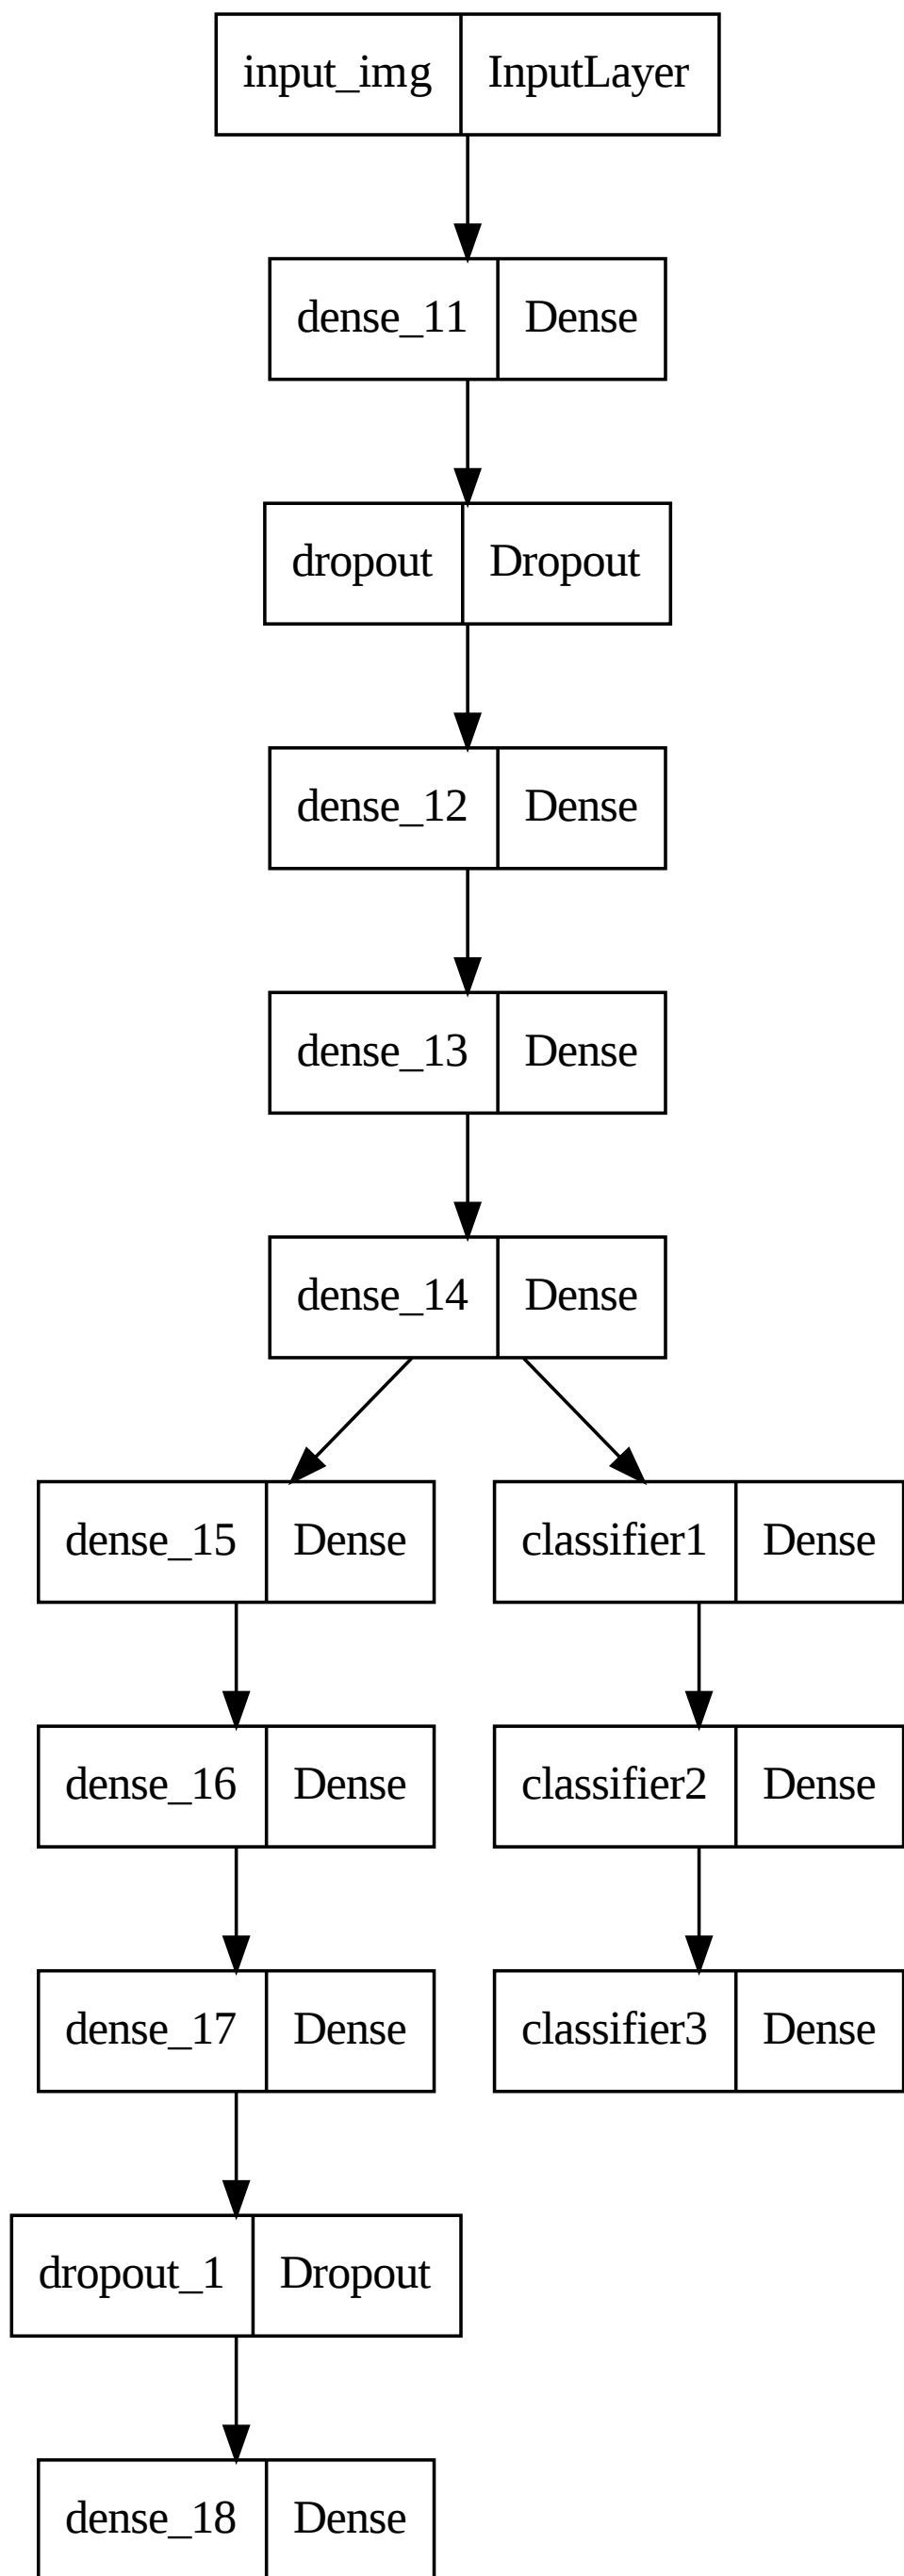 input_img InputLayer
dense_11 Dense
dropout Dropout
dense_12 Dense
dense_13 Dense
dense_14 Dense
dense_15 Dense classifier1 Dense
dense_16 Dense classifier2 Dense
dense_17 Dense classifier3 Dense
dropout_1 Dropout
dense_18 Dense